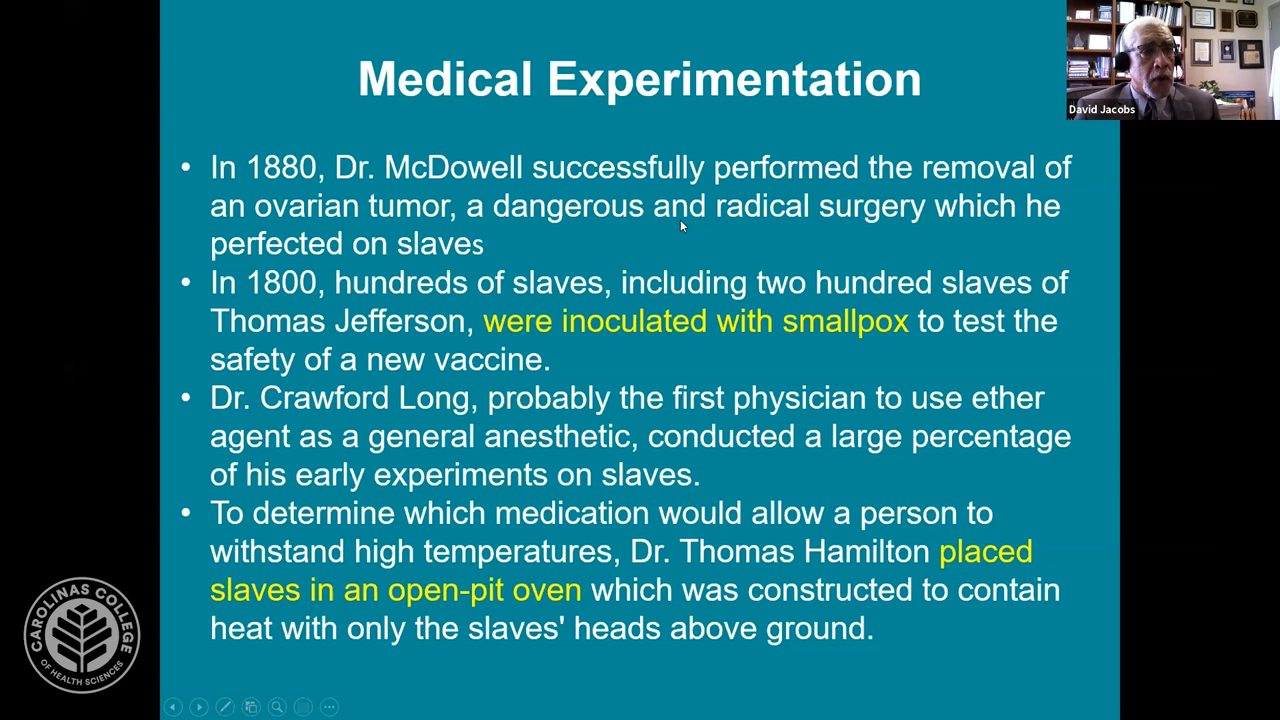 Medical Experimentation
David Jacobs
• In 1880, Dr. McDowell successfully performed the removal of
an ovarian tumor, a dangerous and radical surgery which he
perfected on slaves
• In 1800, hundreds of slaves, including two hundred slaves of
Thomas Jefferson, were inoculated with smallpox to test the
safety of a new vaccine.
• Dr. Crawford Long, probably the first physician to use ether
agent as a general anesthetic, conducted a large percentage
of his early experiments on slaves.
• To determine which medication would allow a person to
withstand high temperatures, Dr. Thomas Hamilton placed
slaves in an open-pit oven which was constructed to contain
heat with only the slaves' heads above ground.
CAROLINAS COLLEGE
OF HEALTH SCIENCES